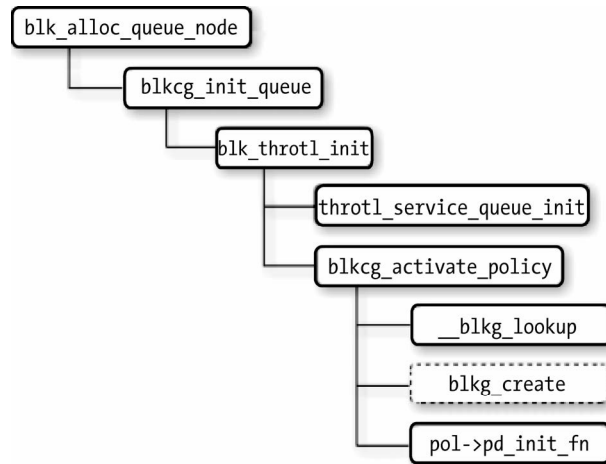 blk_alloc_queue_node
blkcg_init_queue
blk_throtl_init
throtl_service_queue_init
blkcg_activate_policy
__blkg_lookup
blkg_create
pol->pd_init_fn